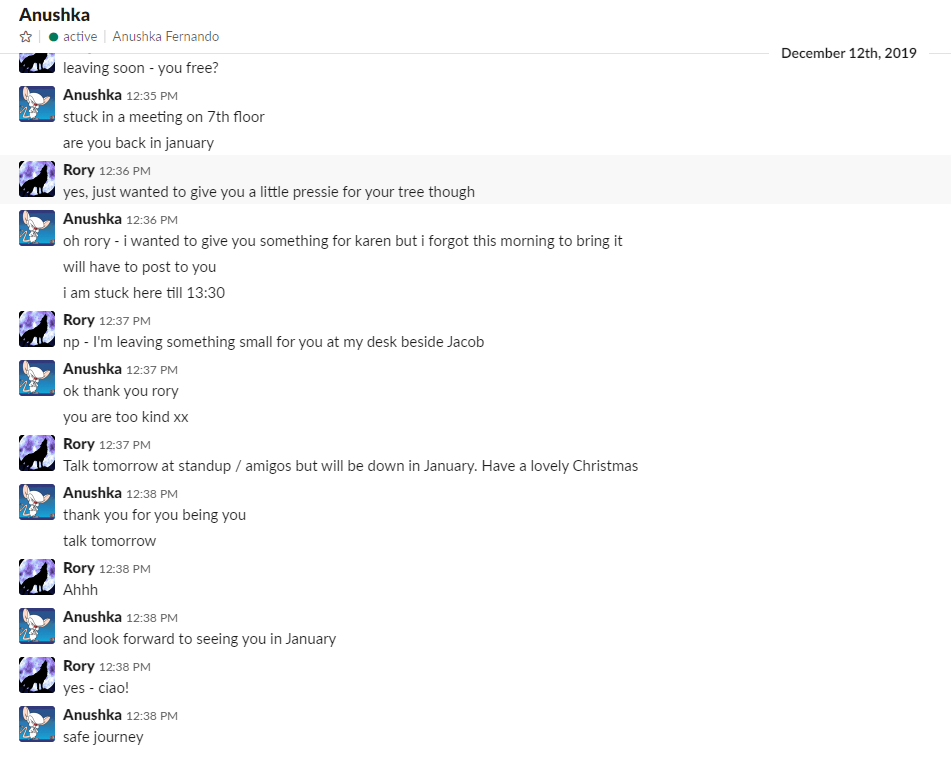 Anushka
active | Anushka Fernando
December 12th, 2019
leaving soon - you free?
Anushka 12:35 PM
stuck in a meeting on 7th floor
are you back in january
Rory 12:36 PM
yes, just wanted to give you a little pressie for your tree though
Anushka 12:36 PM
oh rory - i wanted to give you something for karen but i forgot this morning to bring it
will have to post to you
i am stuck here till 13:30
Rory 12:37 PM
np - I'm leaving something small for you at my desk beside Jacob
Anushka 12:37 PM
ok thank you rory
you are too kind xx
Rory 12:37 PM
Talk tomorrow at standup / amigos but will be down in January. Have a lovely Christmas
Anushka 12:38 PM
thank you for you being you
talk tomorrow
Rory 12:38 PM
Ahhh
Anushka 12:38 PM
and look forward to seeing you in January
Rory 12:38 PM
yes - ciao!
Anushka 12:38 PM
safe journey